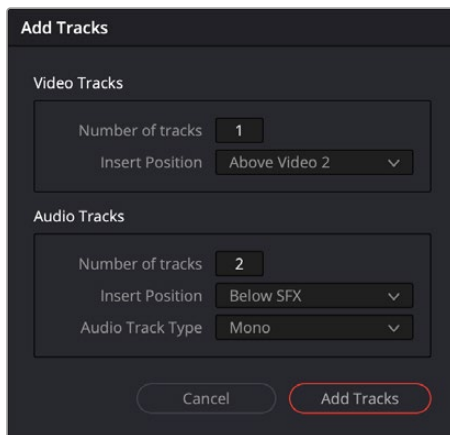 Add Tracks
Video Tracks
Number of tracks 1
Insert Position Above Video 2
Audio Tracks
Number of tracks 2
Insert Position Below SFX
Audio Track Type Mono
Cancel Add Tracks